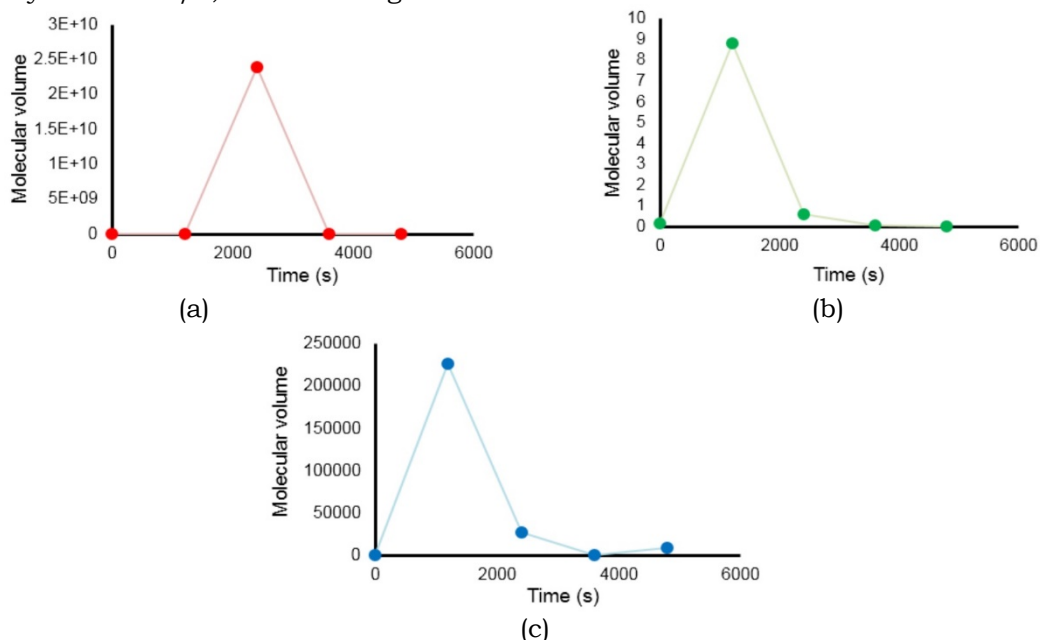 3E+10
2.5E+10
2E+10
1.5E+10
1E+10
5E+09
0
Molecular volume
0 2000 4000 6000
Time (s)
(a)
10
9
8
7
6
5
4
3
2
1
0
Molecular volume
0 2000 4000 6000
Time (s)
(b)
250000
200000
150000
100000
50000
0
Molecular volume
0 2000 4000 6000
Time (s)
(c)